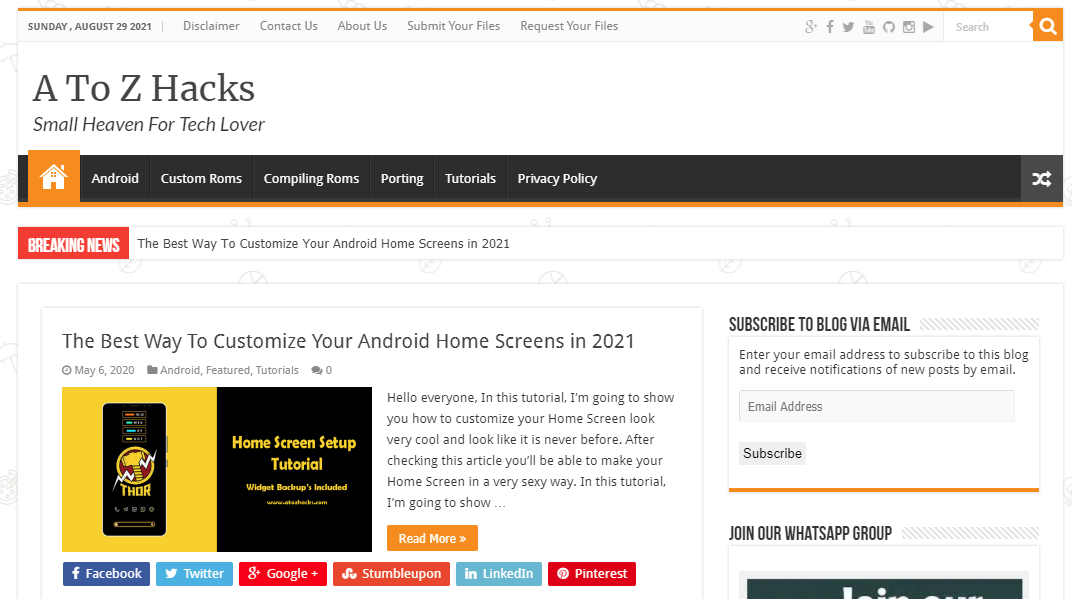 SUNDAY , AUGUST 29 2021
Disclaimer
Contact Us
About Us
Submit Your Files
Request Your Files
Search
A To Z Hacks
Small Heaven For Tech Lover
Android
Custom Roms
Compiling Roms
Porting
Tutorials
Privacy Policy
BREAKING NEWS
The Best Way To Customize Your Android Home Screens in 2021
The Best Way To Customize Your Android Home Screens in 2021
May 6, 2020
Android, Featured, Tutorials
0
THOR
Home Screen Setup
Tutorial
Widget Backup's Included
www.atozhacks.com
Hello everyone, In this tutorial, I'm going to show
you how to customize your Home Screen look
very cool and look like it is never before. After
checking this article you'll be able to make your
Home Screen in a very sexy way. In this tutorial,
I'm going to show …
Read More »
Facebook
Twitter
Google +
Stumbleupon
LinkedIn
Pinterest
SUBSCRIBE TO BLOG VIA EMAIL
Enter your email address to subscribe to this blog
and receive notifications of new posts by email.
Email Address
Subscribe
JOIN OUR WHATSAPP GROUP
Join our